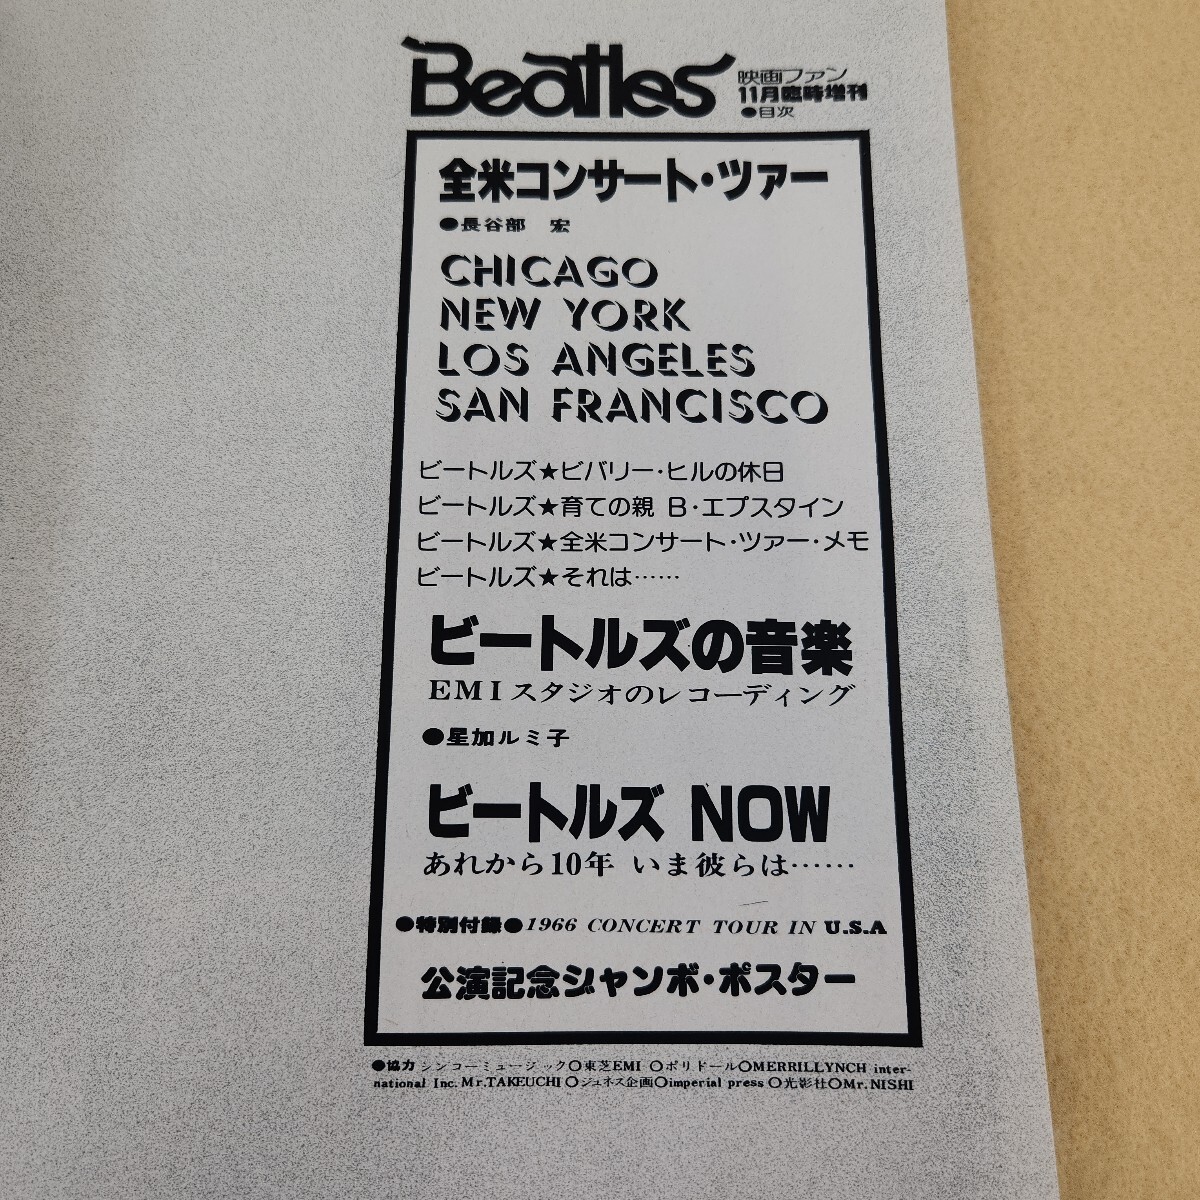 Beatles
映画ファン
11月臨時増刊
●目次
全米コンサート・ツァー
●長谷部 宏
CHICAGO
NEW YORK
LOS ANGELES
SAN FRANCISCO
ビートルズ★ビバリー・ヒルの休日
ビートルズ★育ての親 B・エプスタイン
ビートルズ★全米コンサート・ツァー・メモ
ビートルズ★それは……
ビートルズの音楽
EMIスタジオのレコーディング
●星加ルミ子
ビートルズ NOW
あれから10年 いま彼らは……
●特別付録●1966 CONCERT TOUR IN U.S.A
公演記念ジャンボ・ポスター
●協力 シンコーミュージック○東芝EMI ○ポリドール○MERRILLYNCH inter-
national Inc. Mr.TAKEUCHI ○ジュネス企画○imperial press ○光影社○Mr.NISHI